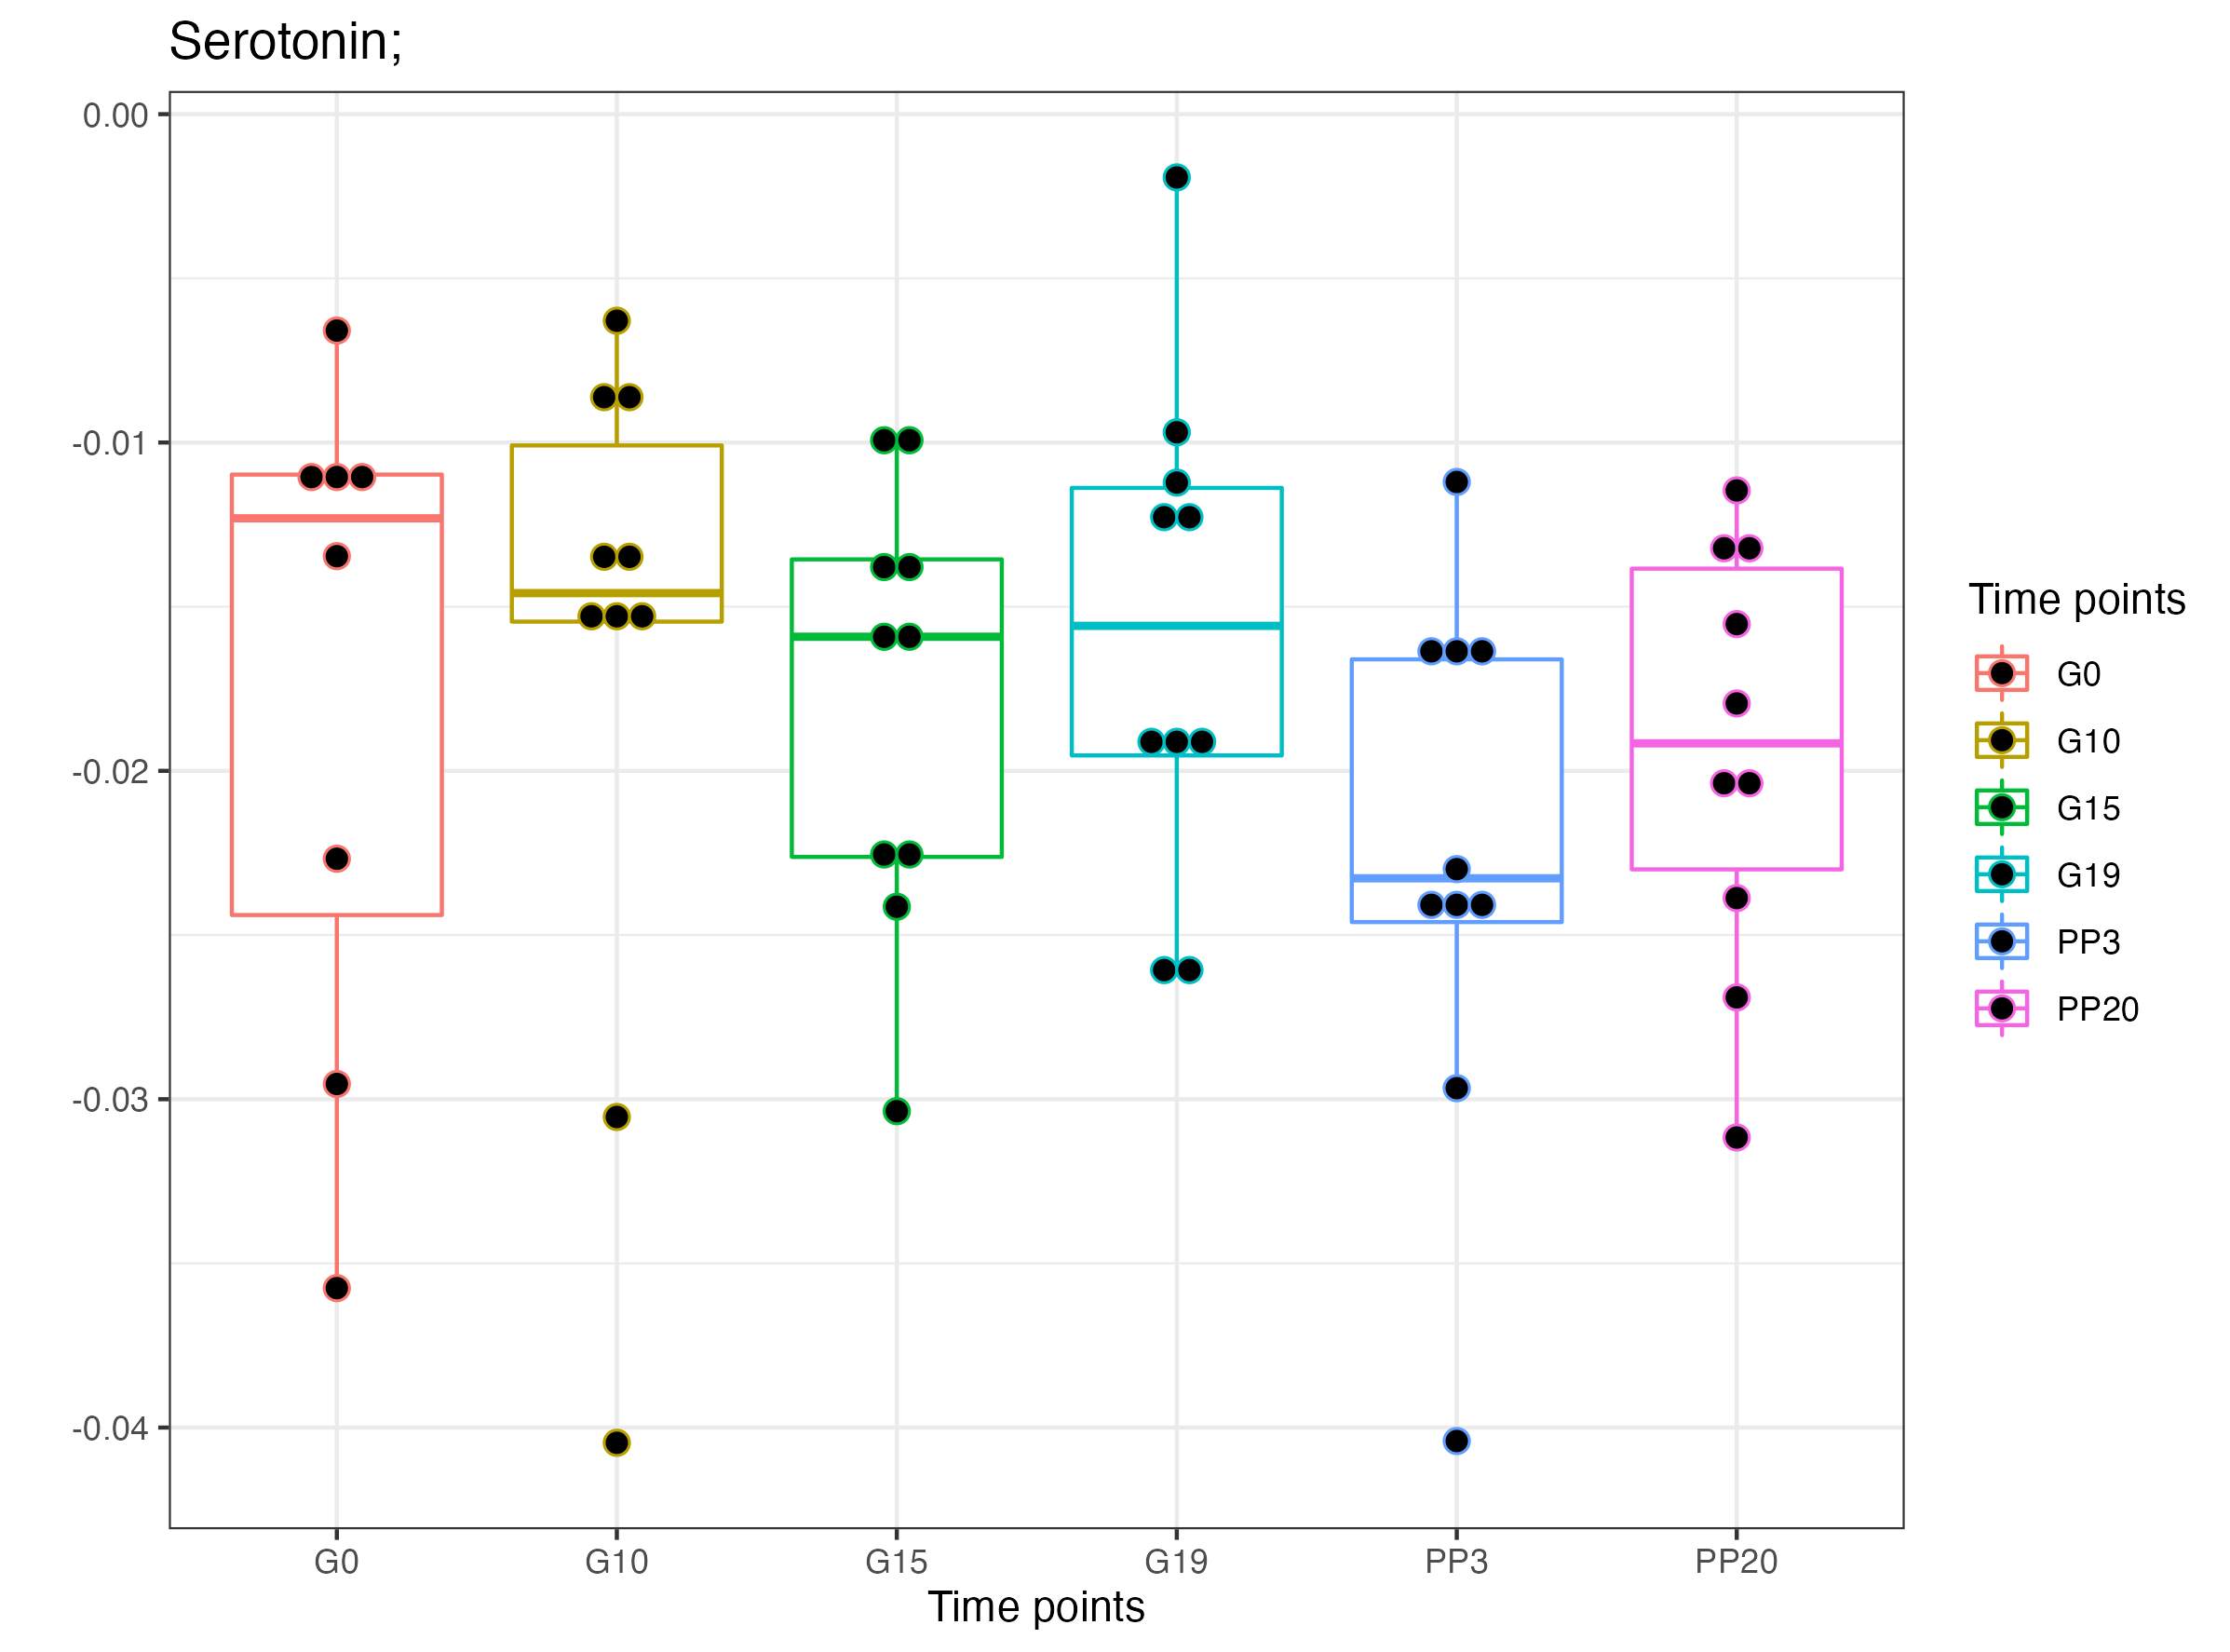 Serotonin;
0.00
-0.01
-0.02
-0.03
-0.04
G0 G10 G15 G19 PP3 PP20
Time points
Time points
G0
G10
G15
G19
PP3
PP20